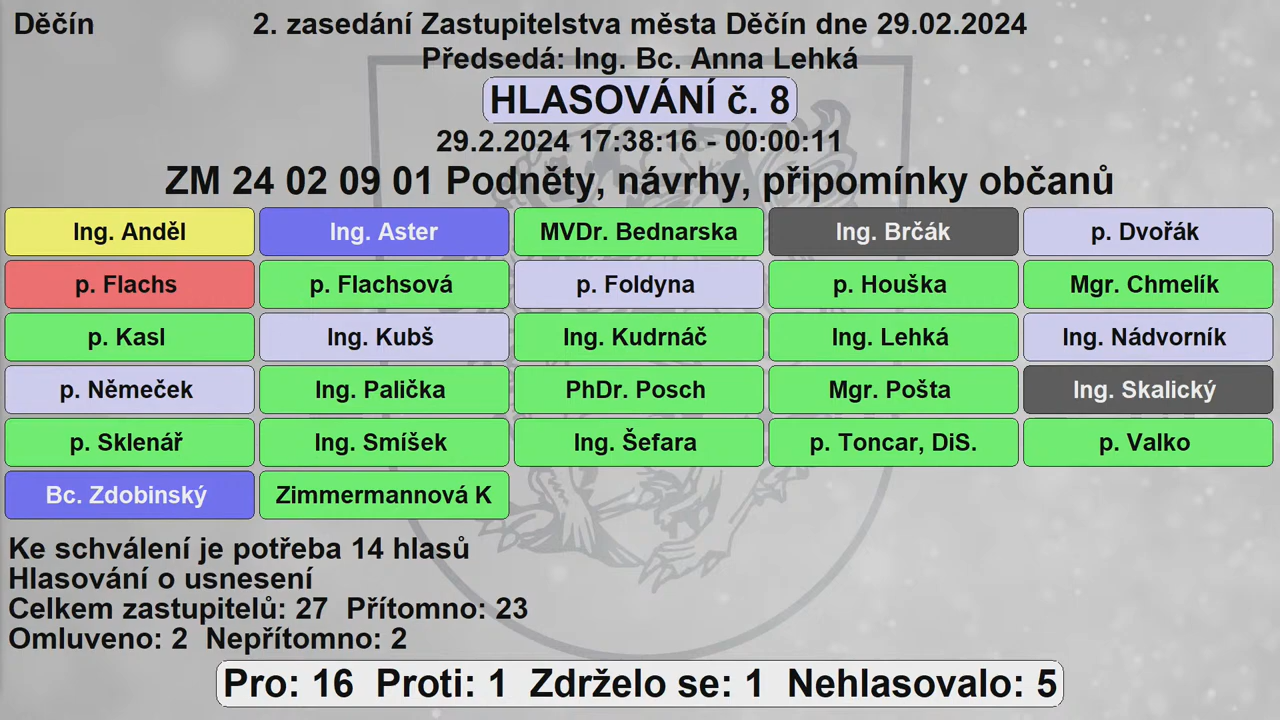 Děčín 2. zasedání Zastupitelstva města Děčín dne 29.02.2024
Předsedá: Ing. Bc. Anna Lehká
HLASOVÁNÍ č. 8
29.2.2024 17:38:16 - 00:00:11
ZM 24 02 09 01 Podněty, návrhy, připomínky občanů
Ing. Anděl Ing. Aster MVDr. Bednarska Ing. Brčák p. Dvořák
p. Flachs p. Flachsová p. Foldyna p. Houška Mgr. Chmelík
p. Kasl Ing. Kubš Ing. Kudrnáč Ing. Lehká Ing. Nádvorník
p. Němeček Ing. Palička PhDr. Posch Mgr. Pošta Ing. Skalický
p. Sklenář Ing. Smíšek Ing. Šefara p. Toncar, DiS. p. Valko
Bc. Zdobinský Zimmermannová K
Ke schválení je potřeba 14 hlasů
Hlasování o usnesení
Celkem zastupitelů: 27 Přítomno: 23
Omluveno: 2 Nepřítomno: 2
Pro: 16 Proti: 1 Zdrželo se: 1 Nehlasovalo: 5